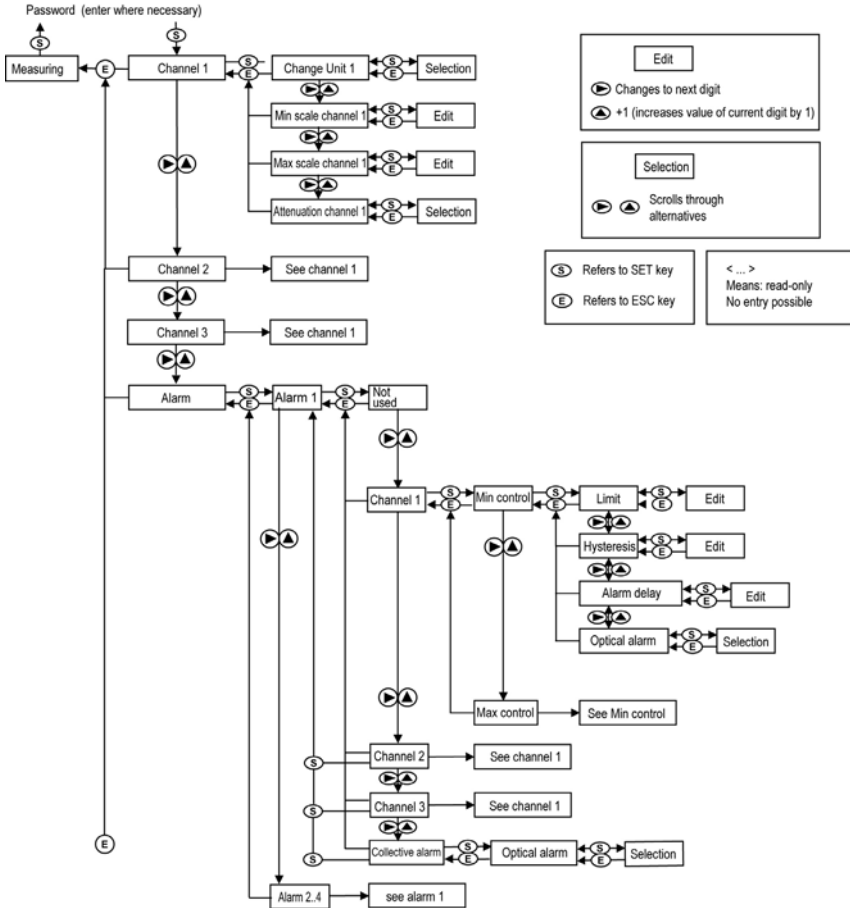 Password (enter where necessary)
S
S
Measuring
E
Channel 1
S
E
Change Unit 1
S
E
Selection
Min scale channel 1
S
E
Edit
Max scale channel 1
S
E
Edit
Attenuation channel 1
S
E
Selection
Channel 2
See channel 1
Channel 3
See channel 1
Alarm
S
E
Alarm 1
S
E
Not
used
Channel 1
S
E
Min control
S
E
Limit
S
E
Edit
Hysteresis
S
E
Edit
Alarm delay
S
E
Edit
Optical alarm
S
E
Selection
Max control
See Min control
S
Channel 2
See channel 1
S
Channel 3
See channel 1
E
S
Collective alarm
S
E
Optical alarm
S
E
Selection
Alarm 2..4
see alarm 1
Edit
Changes to next digit
+1 (increases value of current digit by 1)
Selection
Scrolls through
alternatives
S Refers to SET key
E Refers to ESC key
< ... >
Means: read-only
No entry possible